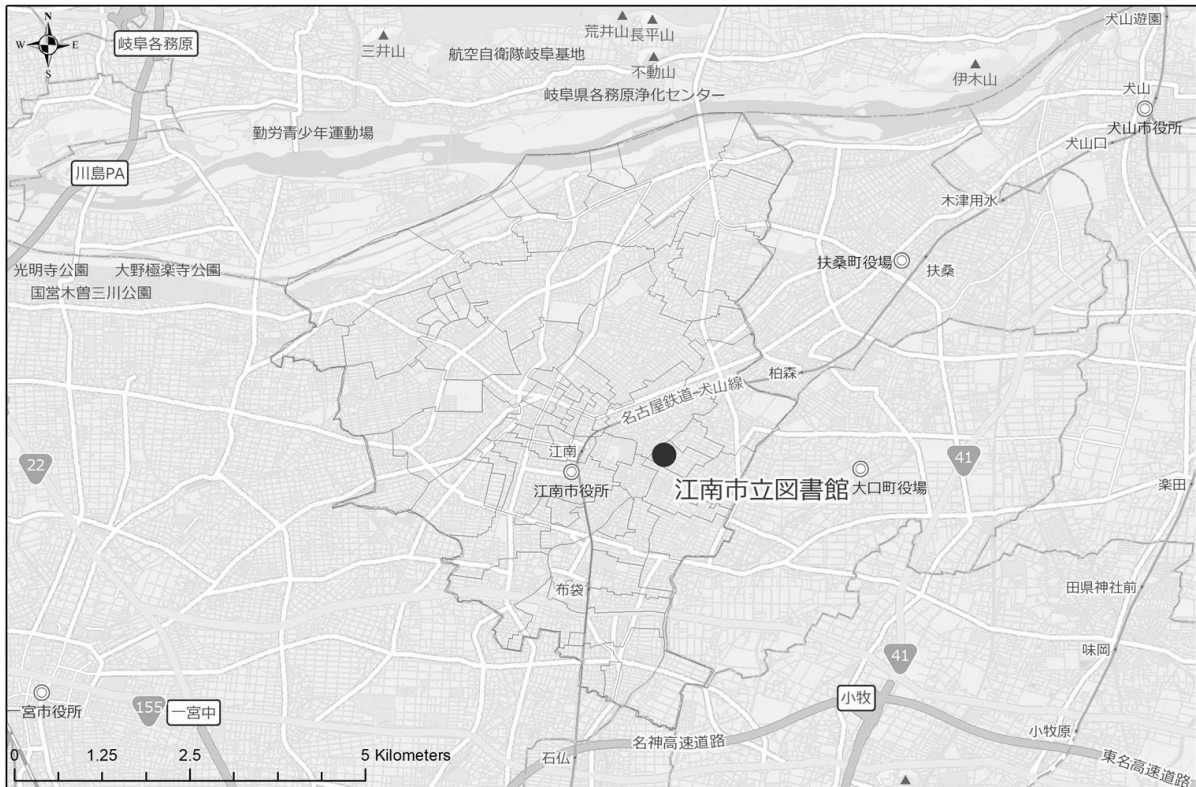 N
W
E
S
岐阜各務原
三井山
航空自衛隊岐阜基地
荒井山
長平山
不動山
岐阜県各務原浄化センター
伊木山
犬山遊園
犬山
犬山市役所
犬山口
勤労青少年運動場
川島PA
木津用水
光明寺公園
大野極楽寺公園
国営木曽三川公園
扶桑町役場
扶桑
柏森
名古屋鉄道-犬山線
22
江南
江南市役所
江南市立図書館
大口町役場
41
楽田
布袋
田県神社前
41
味岡
一宮市役所
155
一宮中
小牧
小牧原
石仏
名神高速道路
東名高速道路
0
1.25
2.5
5 Kilometers